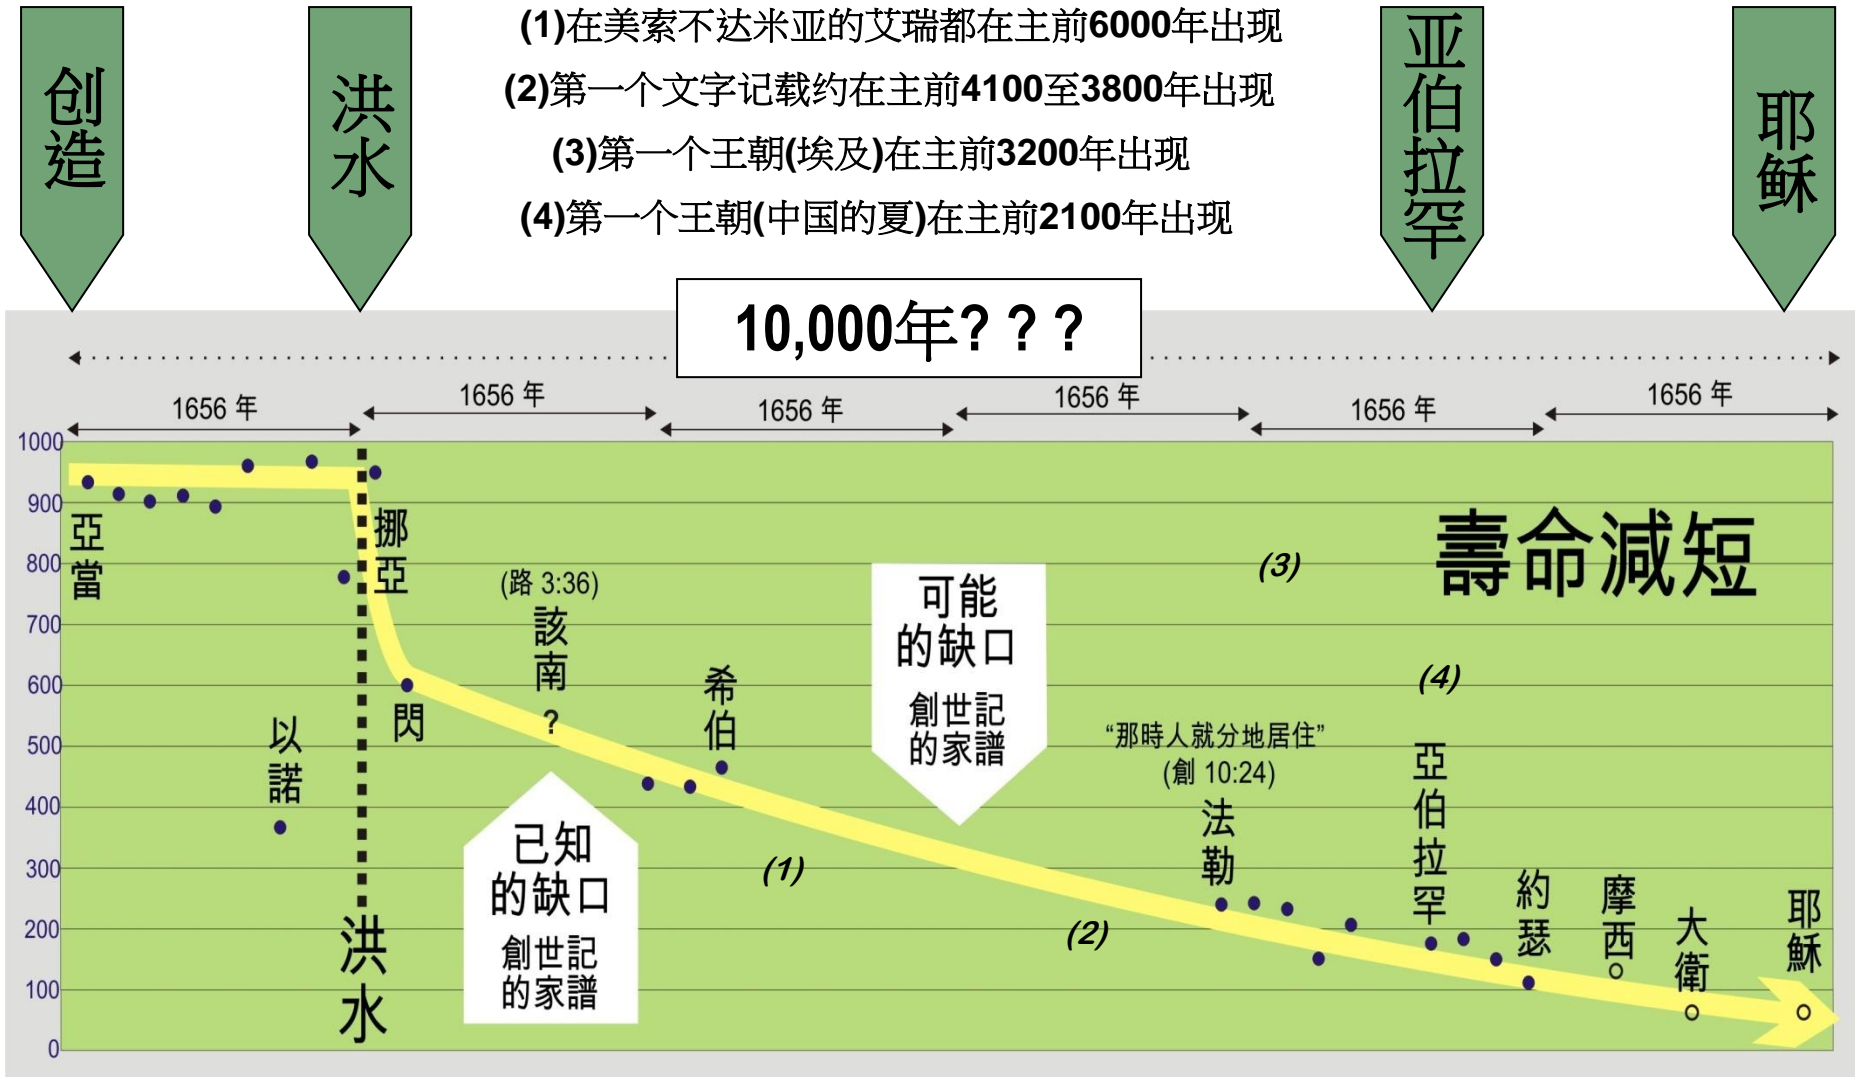 创造
洪水
(1)在美索不达米亚的艾瑞都在主前6000年出现
(2)第一个文字记载约在主前4100至3800年出现
(3)第一个王朝(埃及)在主前3200年出现
(4)第一个王朝(中国的夏)在主前2100年出现
亚伯拉罕
耶稣
10,000年? ? ?
1656 年
1656 年
1656 年
1656 年
1656 年
1656 年
1000
900
800
700
600
500
400
300
200
100
0
壽命減短
亞當
以諾
挪亞
洪水
閃
(路 3:36)
該南
?
已知
的缺口
創世記
的家譜
希伯
(1)
可能
的缺口
創世記
的家譜
(2)
(3)
(4)
“那時人就分地居住”
(創 10:24)
法勒
亞伯拉罕
約瑟
摩西
大衛
耶穌